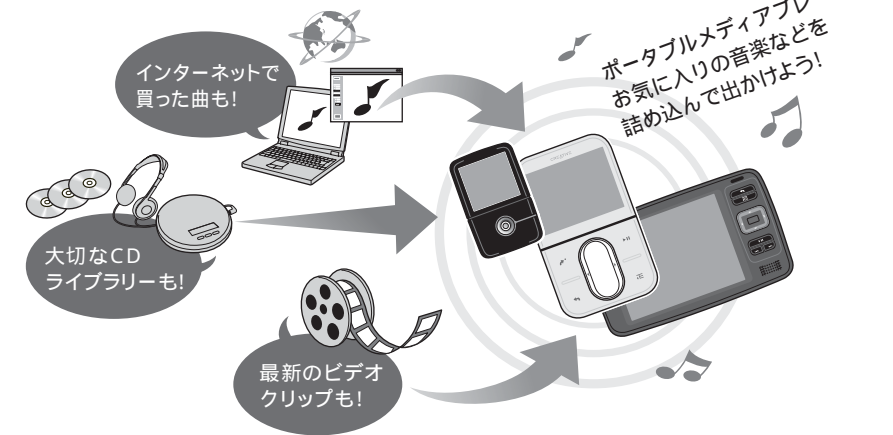 ポータブルメディアプレ
お気に入りの音楽などを
詰め込んで出かけよう!
インターネットで
買った曲も!
大切なCD
ライブラリーも!
最新のビデオ
クリップも!